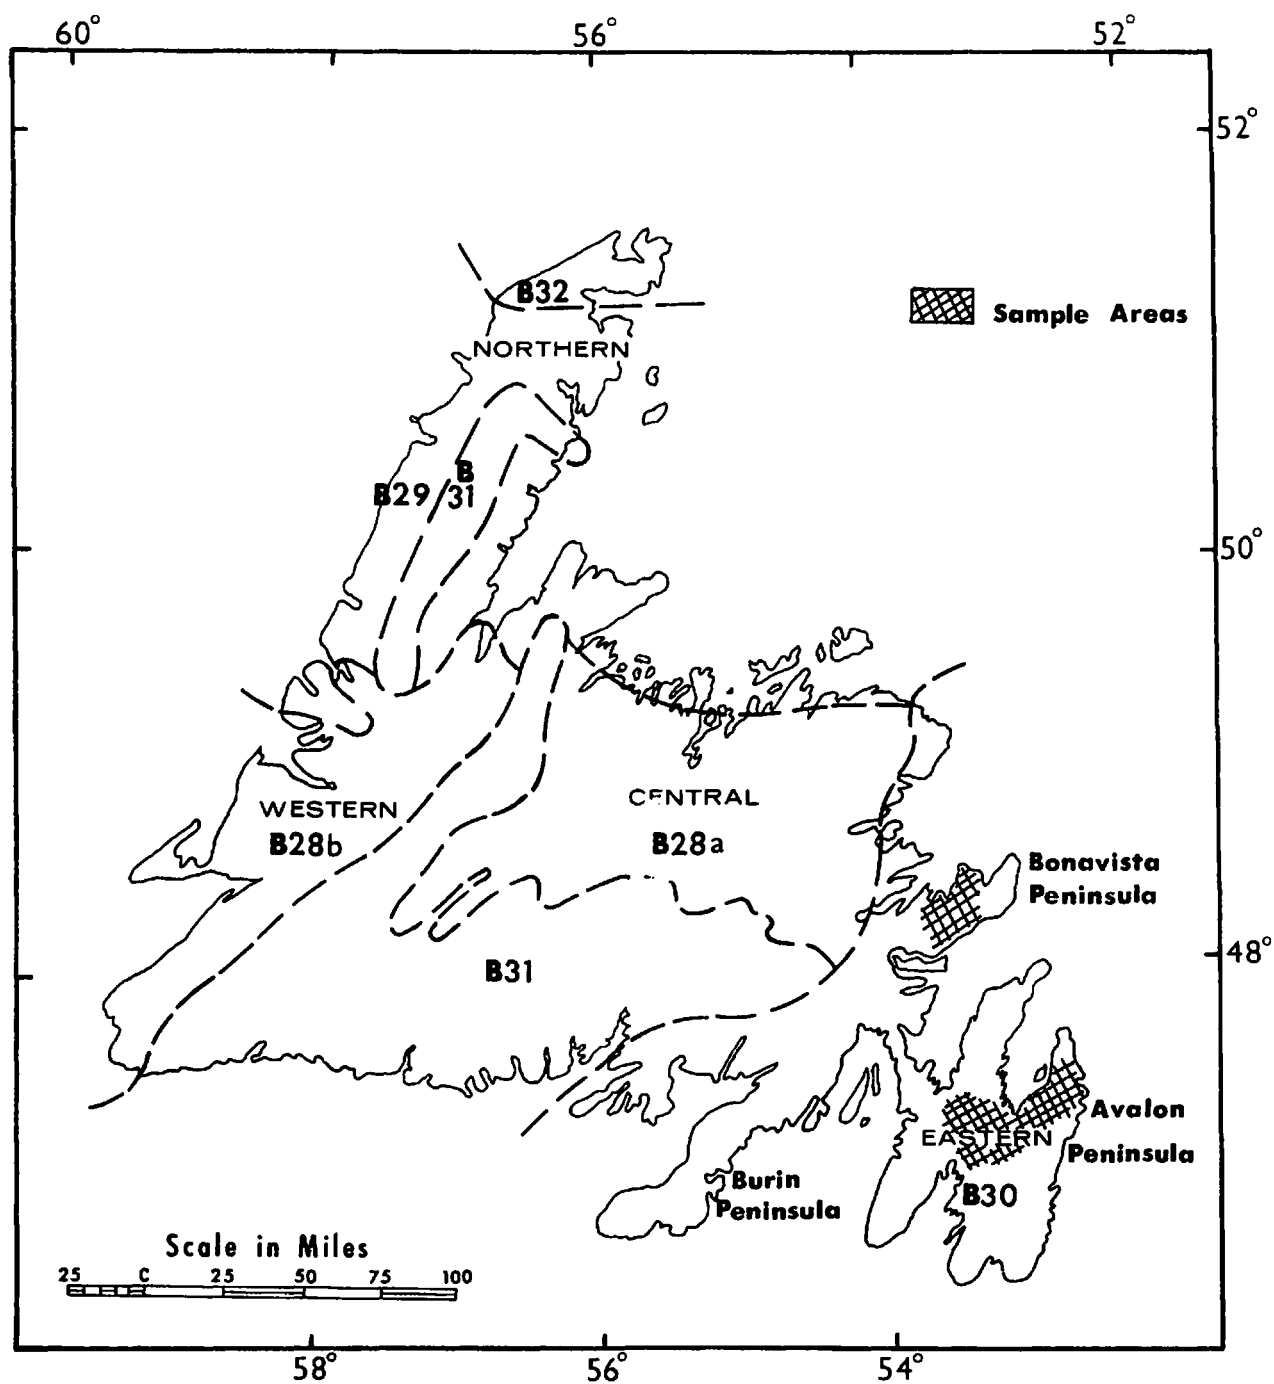 60° 56° 52°
52°
B32
Sample Areas
NORTHERN
B
B29 31
50°
WESTERN
CENTRAL
B28b
B28a
Bonavista
Peninsula
48°
B31
Avalon
EASTERN
Peninsula
Burin
B30
Peninsula
Scale in Miles
25 C 25 50 75 100
58° 56° 54°